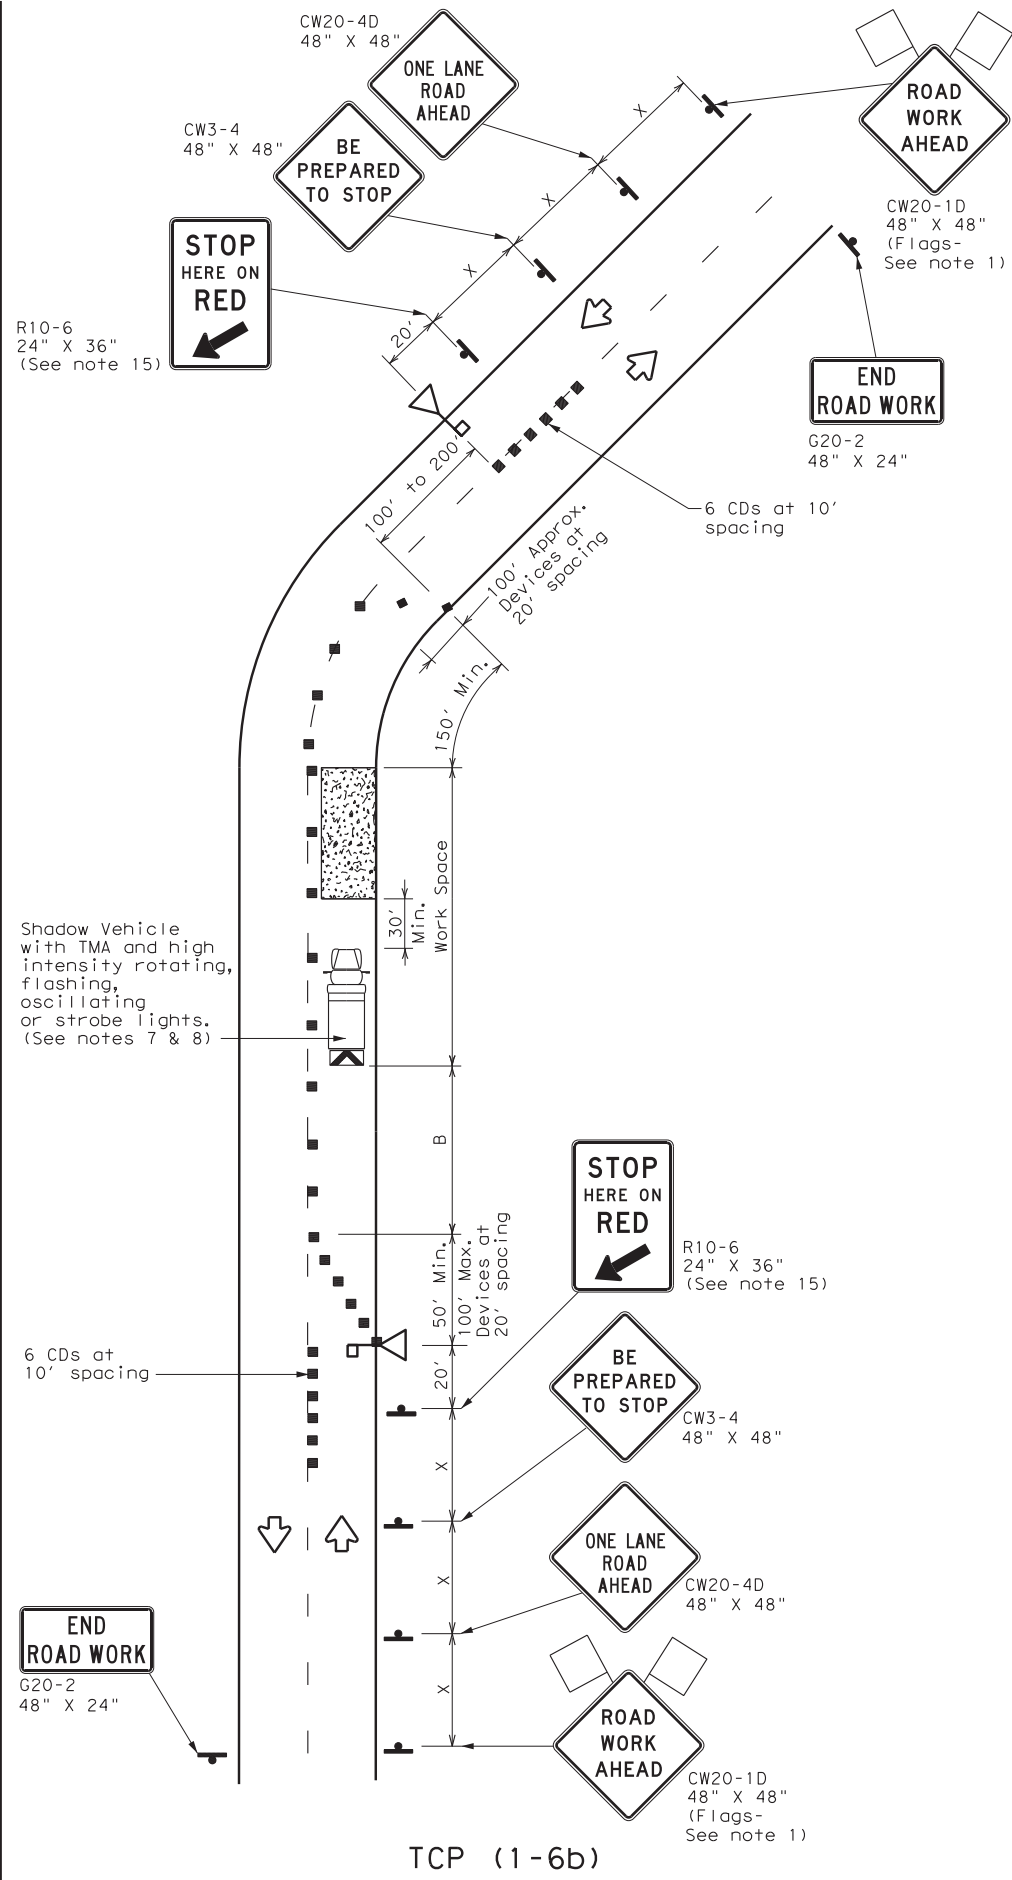 CW20-4D
48" X 48"
ONE LANE
ROAD
AHEAD
CW3-4
48" X 48"
BE
PREPARED
TO STOP
ROAD
WORK
AHEAD
CW20-1D
48" X 48"
(Flags-
See note 1)
X
X
X
20'
STOP
HERE ON
RED
R10-6
24" X 36"
(See note 15)
END
ROAD WORK
G20-2
48" X 24"
6 CDs at 10'
spacing
100' to 200'
100' Approx.
Devices at
20' spacing
150' Min.
Work Space
30'
Min.
Shadow Vehicle
with TMA and high
intensity rotating,
flashing,
oscillating
or strobe lights.
(See notes 7 & 8)
B
50' Min.
100' Max.
Devices at
20' spacing
STOP
HERE ON
RED
R10-6
24" X 36"
(See note 15)
6 CDs at
10' spacing
20'
BE
PREPARED
TO STOP
CW3-4
48" X 48"
X
ONE LANE
ROAD
AHEAD
CW20-4D
48" X 48"
X
END
ROAD WORK
G20-2
48" X 24"
X
ROAD
WORK
AHEAD
CW20-1D
48" X 48"
(Flags-
See note 1)
TCP (1-6b)